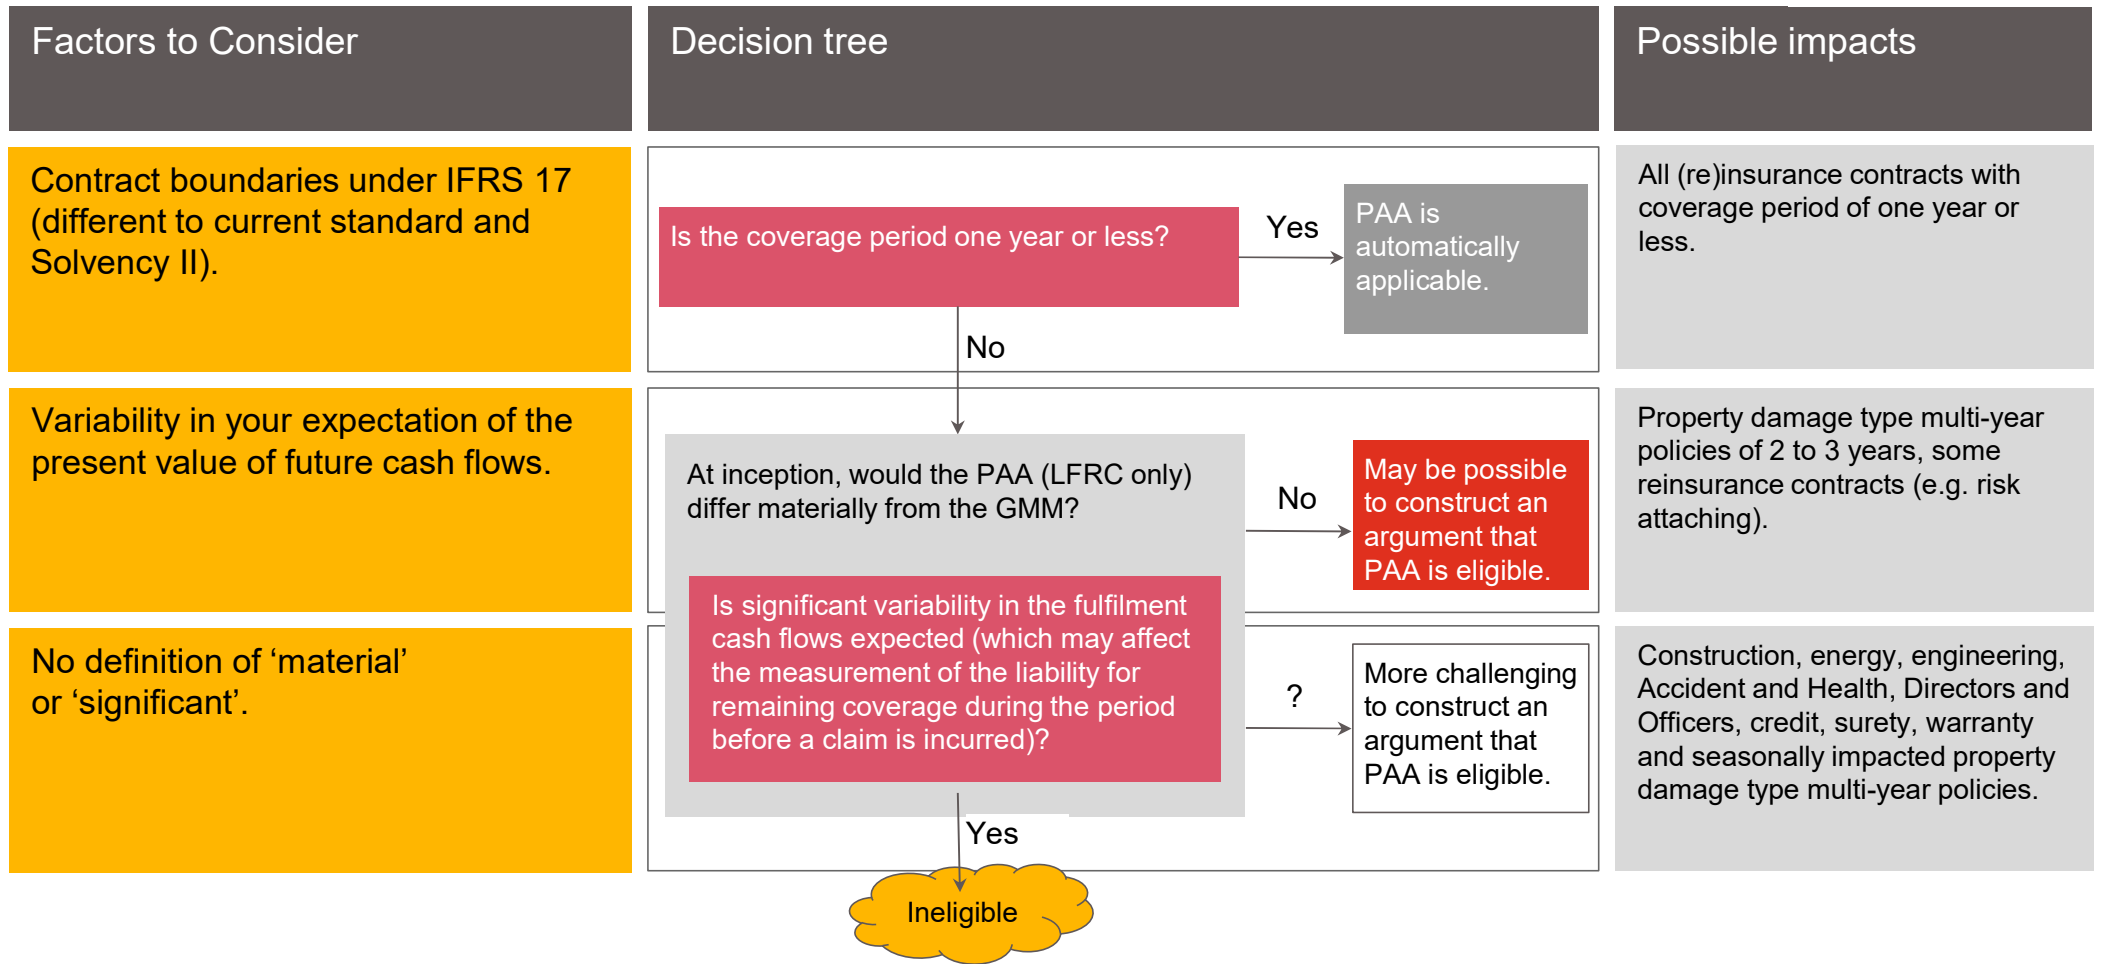 Factors to Consider
Decision tree
Possible impacts
Contract boundaries under IFRS 17
(different to current standard and
Solvency II).
Is the coverage period one year or less?
Yes
PAA is
automatically
applicable.
No
All (re)insurance contracts with
coverage period of one year or
less.
Variability in your expectation of the
present value of future cash flows.
At inception, would the PAA (LFRC only)
differ materially from the GMM?
No
May be possible
to construct an
argument that
PAA is eligible.
Property damage type multi-year
policies of 2 to 3 years, some
reinsurance contracts (e.g. risk
attaching).
No definition of ‘material’
or ‘significant’.
Is significant variability in the fulfilment
cash flows expected (which may affect
the measurement of the liability for
remaining coverage during the period
before a claim is incurred)?
?
More challenging
to construct an
argument that
PAA is eligible.
Yes
Ineligible
Construction, energy, engineering,
Accident and Health, Directors and
Officers, credit, surety, warranty
and seasonally impacted property
damage type multi-year policies.